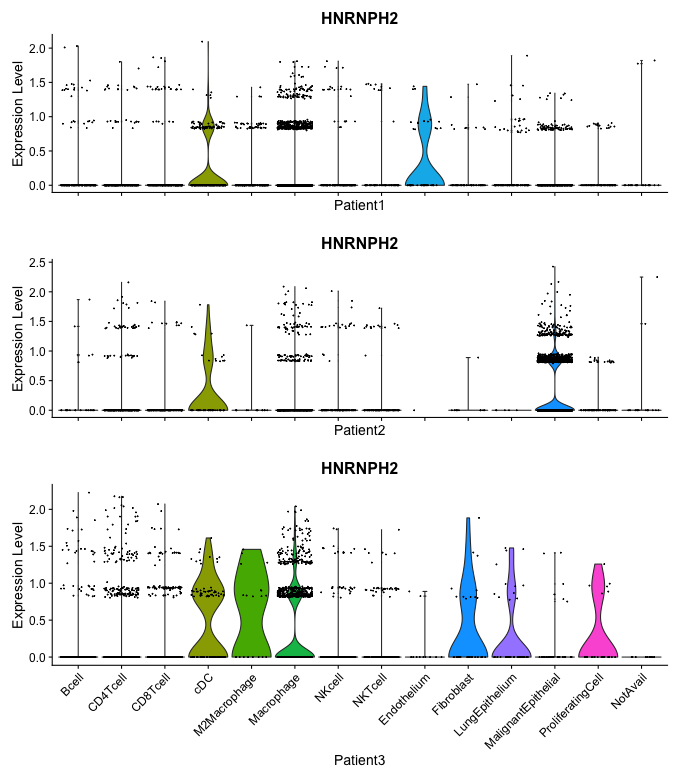 HNRNPH2
Expression Level
2.0
1.5
1.0
0.5
0.0
Patient1
HNRNPH2
Expression Level
2.5
2.0
1.5
1.0
0.5
0.0
Patient2
HNRNPH2
Expression Level
2.0
1.5
1.0
0.5
0.0
Bcell
CD4Tcell
CD8Tcell
cDC
M2Macrophage
Macrophage
NKcell
NKTcell
Endothelium
Fibroblast
LungEpithelium
MalignantEpithelial
ProliferatingCell
NotAvail
Patient3